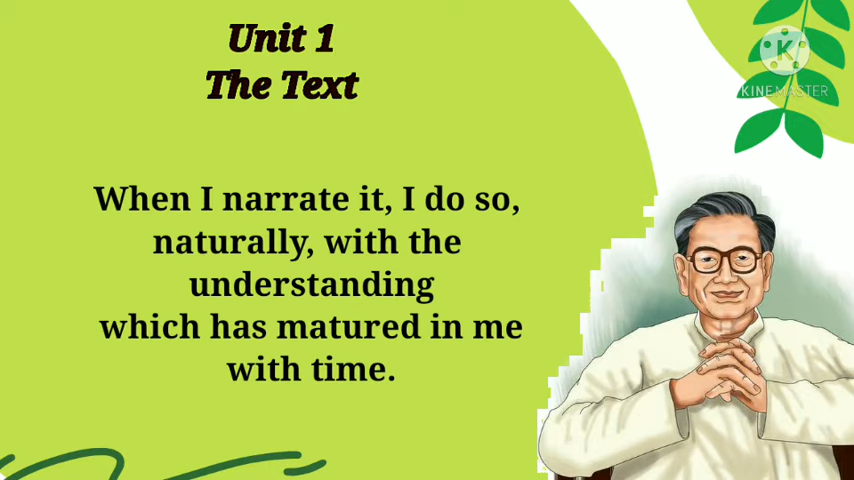 Unit 1
The Text
When I narrate it, I do so,
naturally, with the
understanding
which has matured in me
with time.
K
KINEMASTER